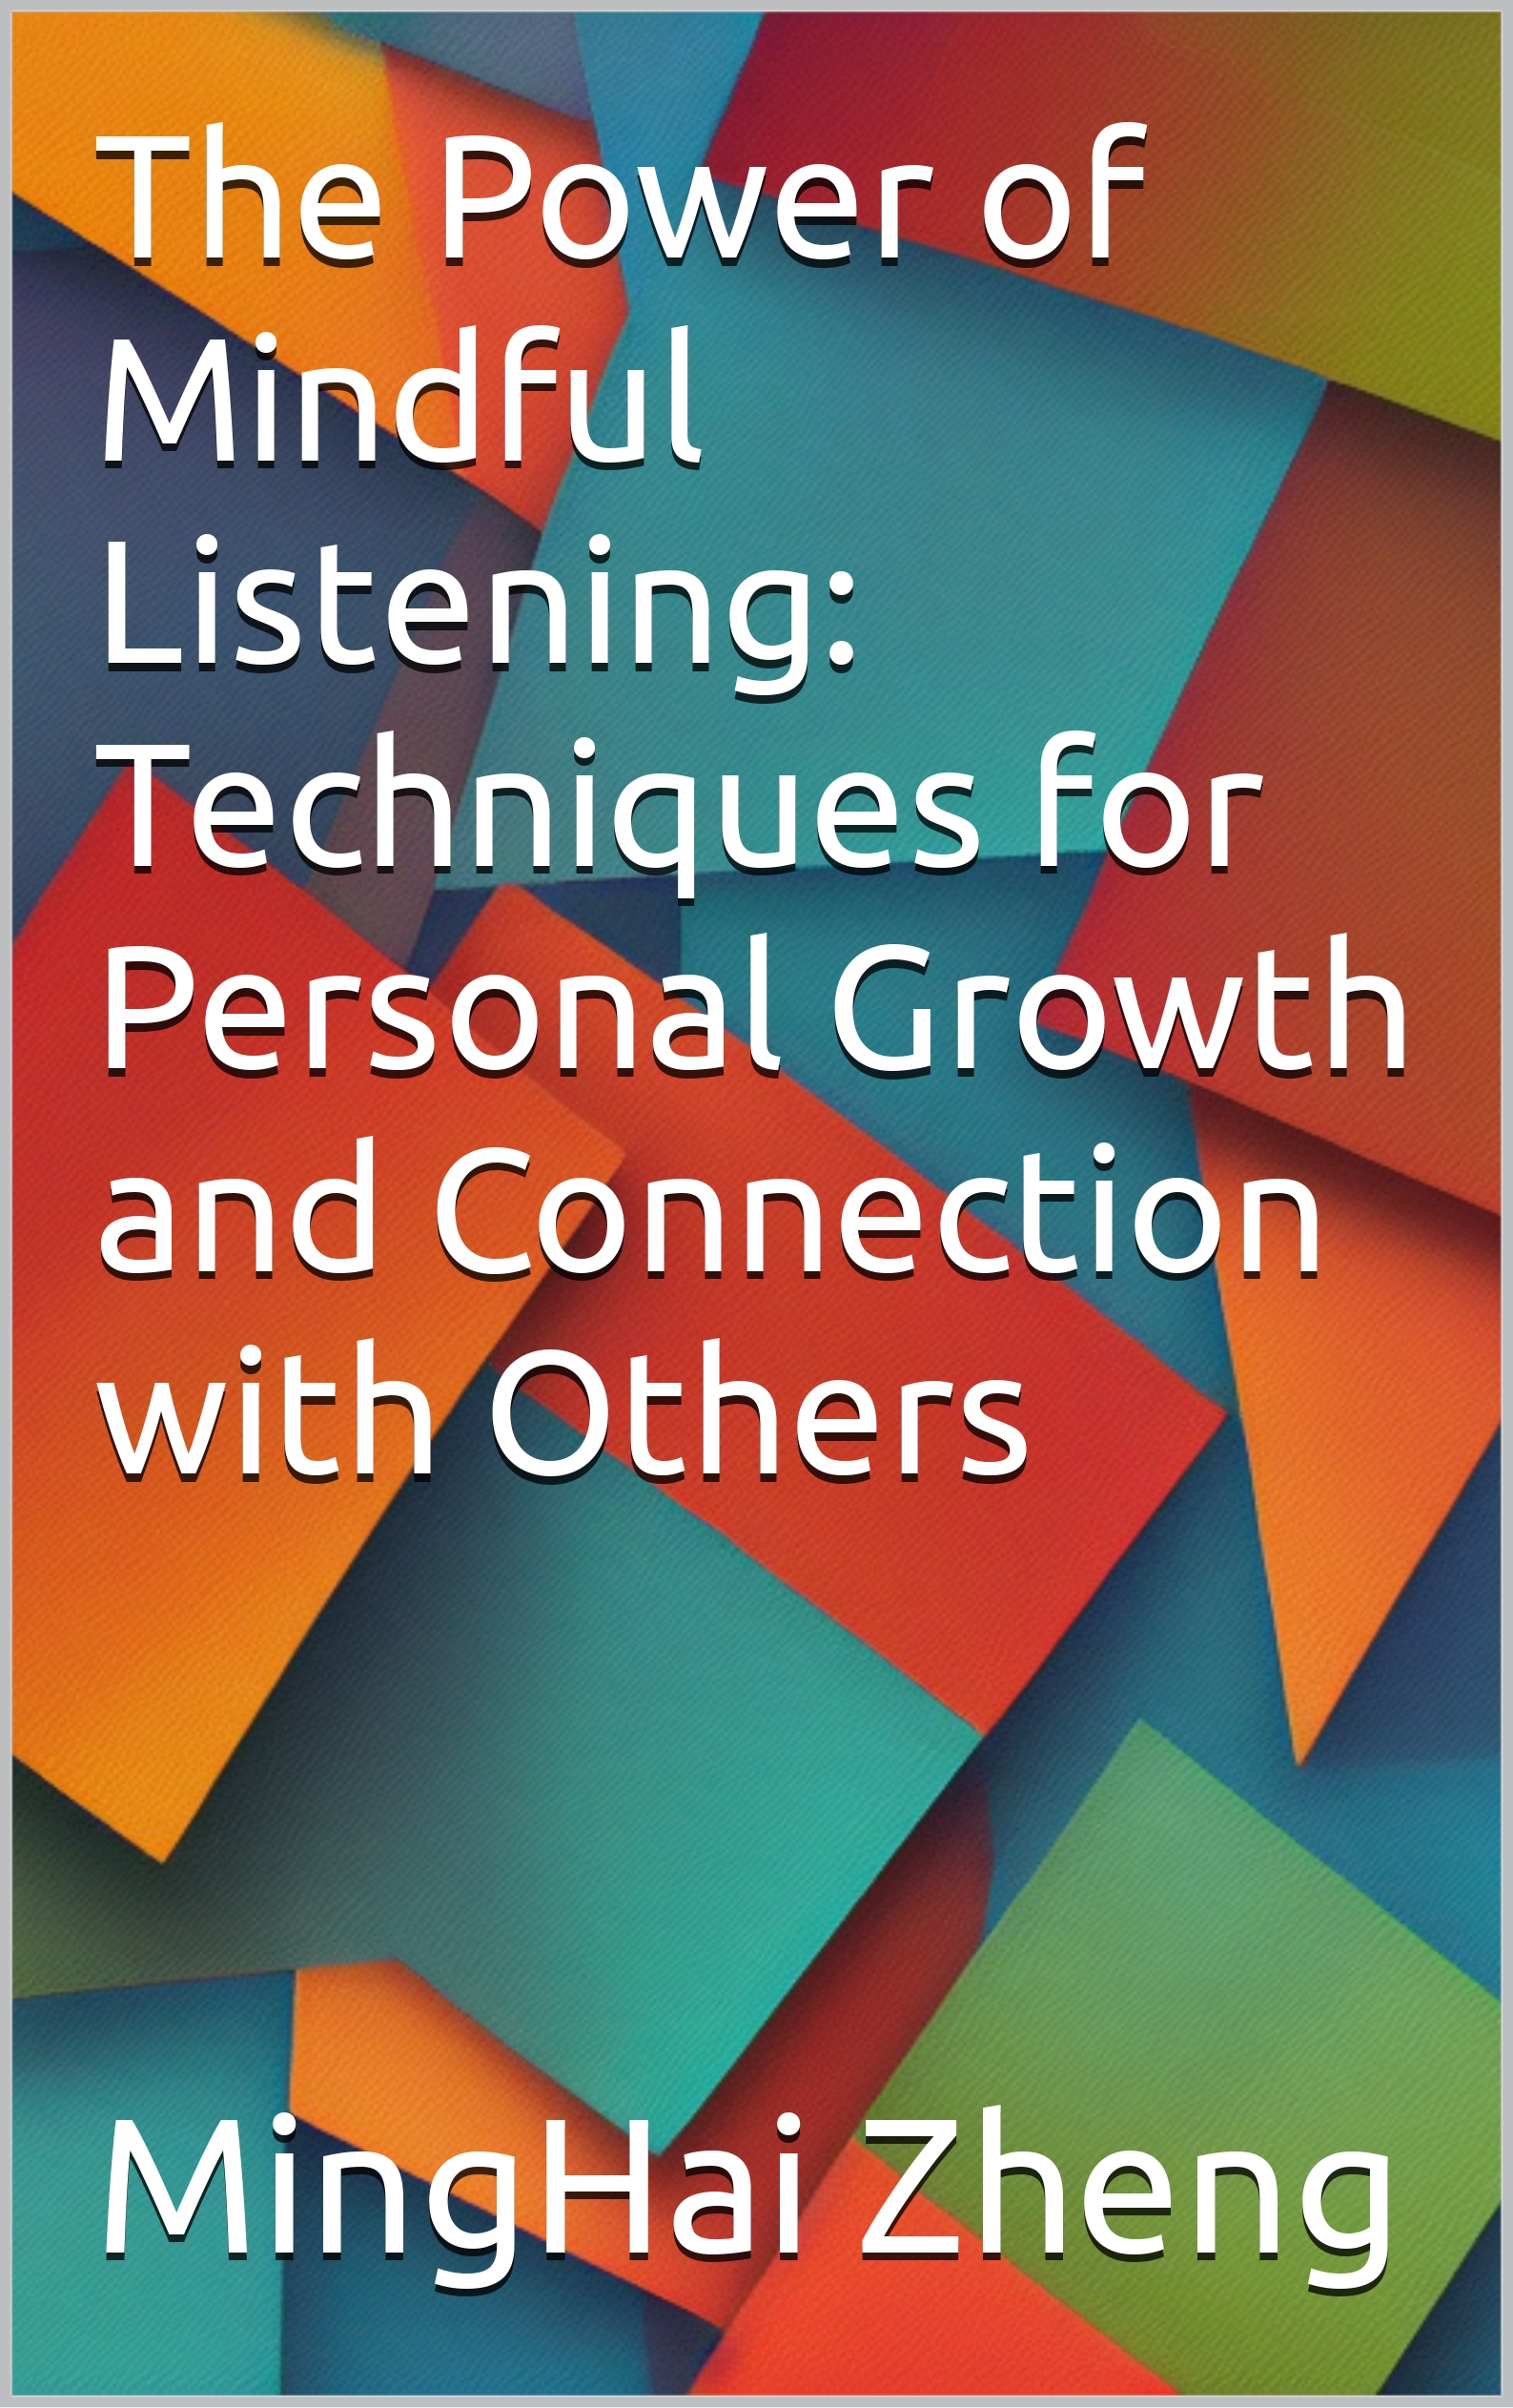 The Power of
Mindful
Listening:
Techniques for
Personal Growth
and Connection
with Others
MingHai Zheng